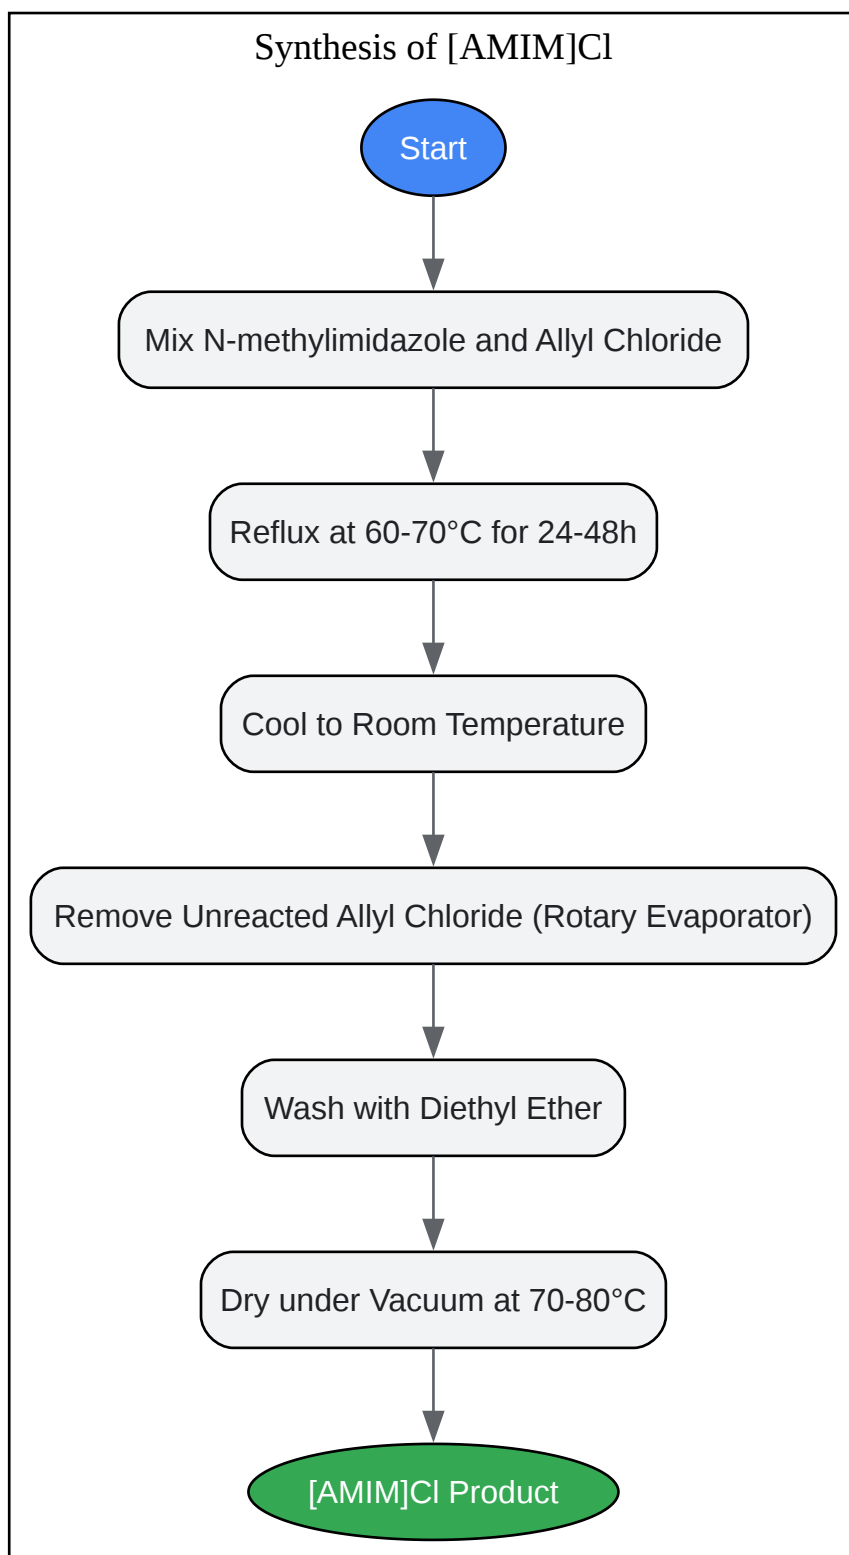 Synthesis of [AMIM]Cl
Start
Mix N-methylimidazole and Allyl Chloride
Reflux at 60-70°C for 24-48h
Cool to Room Temperature
Remove Unreacted Allyl Chloride (Rotary Evaporator)
Wash with Diethyl Ether
Dry under Vacuum at 70-80°C
[AMIM]Cl Product